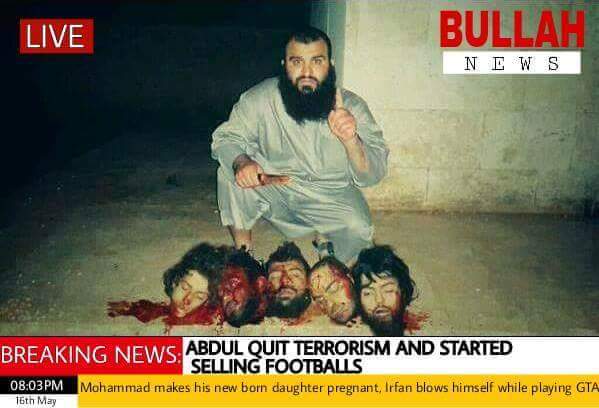 LIVE
BULLAH
NEWS
BREAKING NEWS:
ABDUL QUIT TERRORISM AND STARTED
SELLING FOOTBALLS
08:03PM
16th May
Mohammad makes his new born daughter pregnant, Irfan blows himself while playing GTA